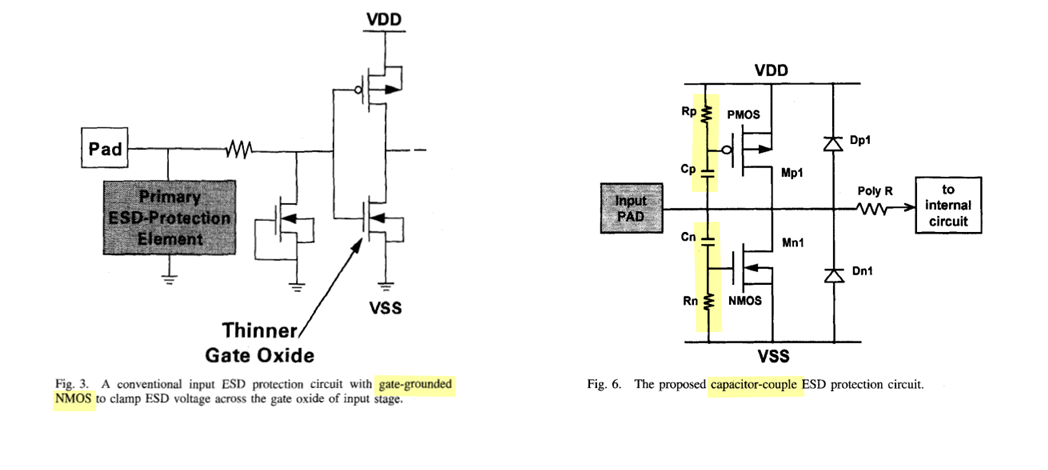 VDD
Pad
Primary
ESD-Protection
Element
VSS
Thinner
Gate Oxide
Fig. 3. A conventional input ESD protection circuit with gate-grounded
NMOS to clamp ESD voltage across the gate oxide of input stage.
VDD
Rp
PMOS
Dp1
Cp
Mp1
Input
PAD
Poly R
to
internal
circuit
Cn
Mn1
Dn1
Rn
NMOS
VSS
Fig. 6. The proposed capacitor-couple ESD protection circuit.